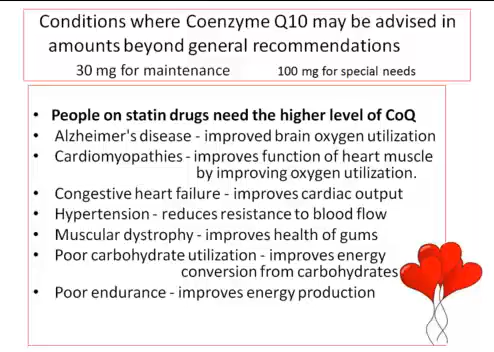 Conditions where Coenzyme Q10 may be advised in
amounts beyond general recommendations
30 mg for maintenance 100 mg for special needs
• People on statin drugs need the higher level of CoQ
• Alzheimer's disease - improved brain oxygen utilization
• Cardiomyopathies - improves function of heart muscle
by improving oxygen utilization.
• Congestive heart failure - improves cardiac output
• Hypertension - reduces resistance to blood flow
• Muscular dystrophy - improves health of gums
• Poor carbohydrate utilization - improves energy
conversion from carbohydrates
• Poor endurance - improves energy production